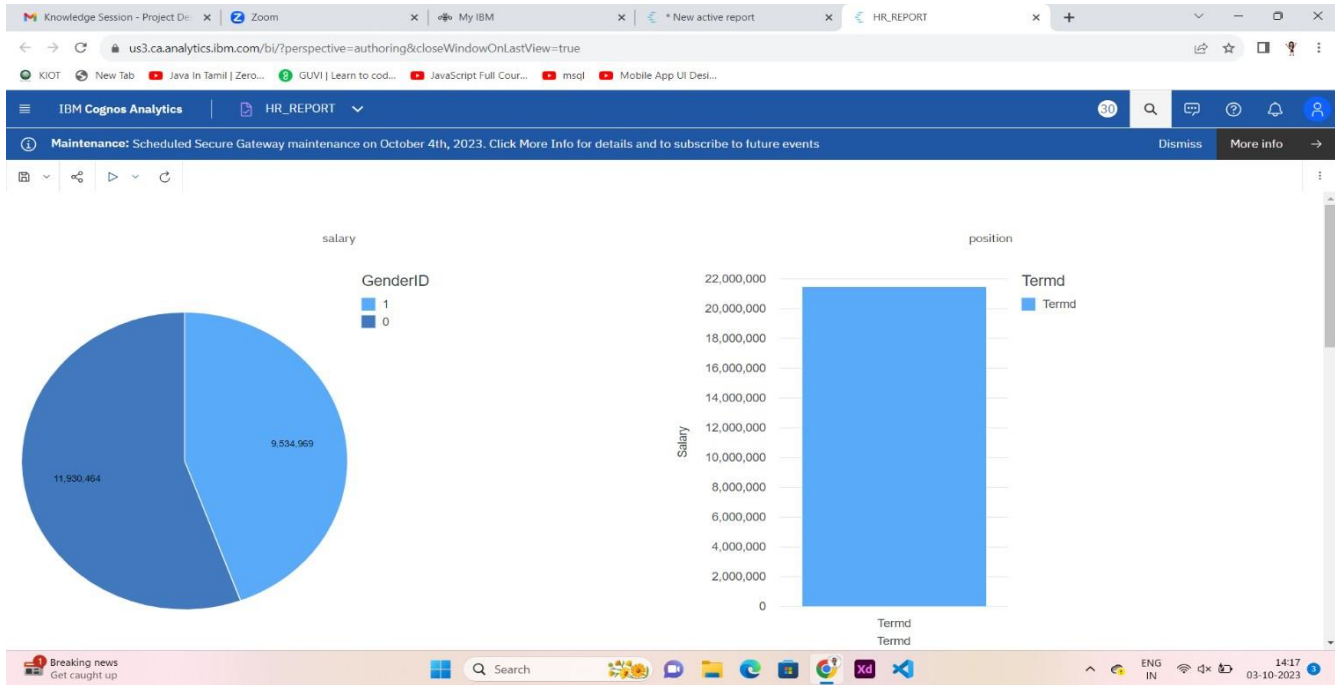 Knowledge Session - Project De
Zoom
My IBM
* New active report
HR_REPORT
us3.ca.analytics.ibm.com/bi/?perspective=authoring&closeWindowOnLastView=true
KIOT
New Tab
Java In Tamil | Zero...
GUVI | Learn to cod...
JavaScript Full Cour...
msql
Mobile App UI Desi...
IBM Cognos Analytics
HR_REPORT
30
Maintenance: Scheduled Secure Gateway maintenance on October 4th, 2023. Click More Info for details and to subscribe to future events
Dismiss
More info
salary
GenderID
1
0
9,534,969
11,930,464
position
22,000,000
20,000,000
18,000,000
16,000,000
14,000,000
12,000,000
10,000,000
8,000,000
6,000,000
4,000,000
2,000,000
0
Salary
Termd
Termd
Termd
Termd
1
Breaking news
Get caught up
Search
Xd
ENG
IN
14:17
03-10-2023
3